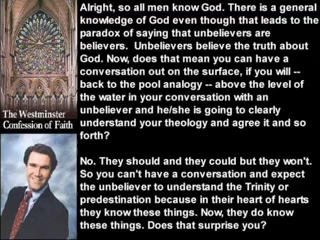 Alright, so all men know God. There is a general
knowledge of God even though that leads to the
paradox of saying that unbelievers are
believers. Unbelievers believe the truth about
God. Now, does that mean you can have a
conversation out on the surface, if you will --
back to the pool analogy -- above the level of
the water in your conversation with an
unbeliever and he/she is going to clearly
understand your theology and agree it and so
forth?
No. They should and they could but they won't.
So you can't have a conversation and expect
the unbeliever to understand the Trinity or
predestination because in their heart of hearts
they know these things. Now, they do know
these things. Does that surprise you?
The Westminster
Confession of Faith